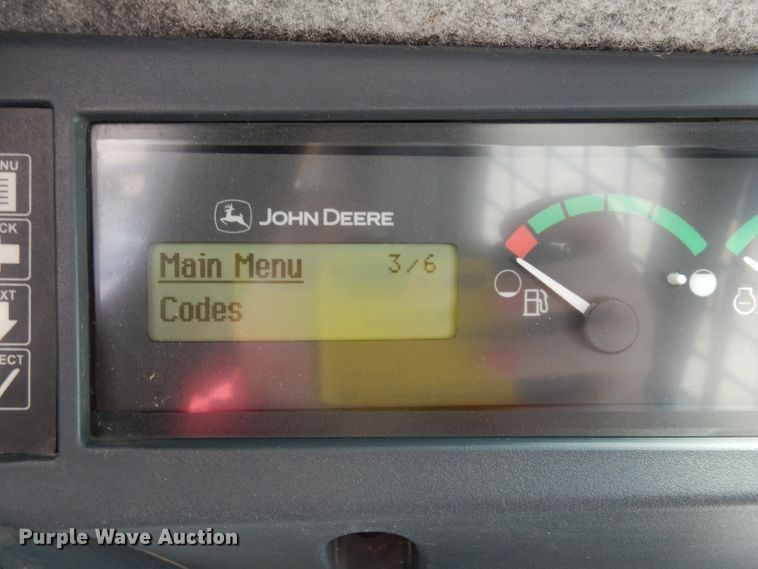 JOHN DEERE
Main Menu 3/6
Codes
Purple Wave Auction